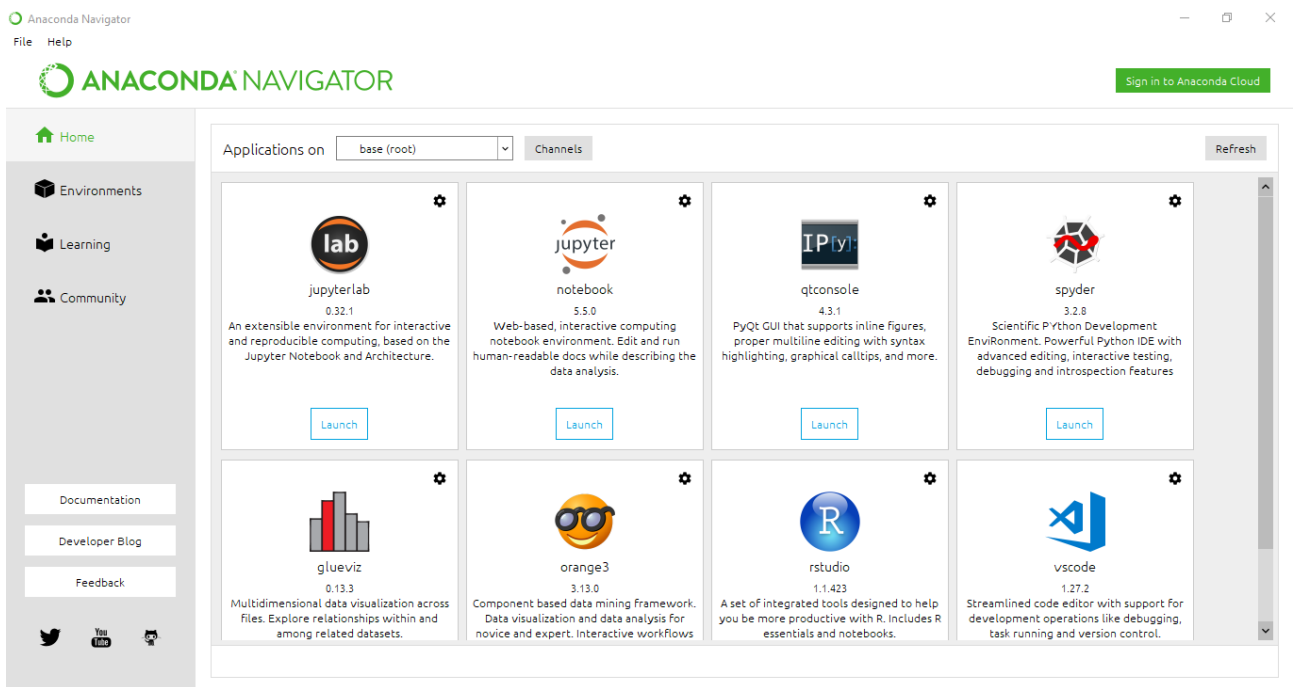 Anaconda Navigator
File Help
ANACONDA NAVIGATOR
Sign in to Anaconda Cloud
Home
Environments
Learning
Community
Documentation
Developer Blog
Feedback
You
Tube
Applications on base (root) Channels Refresh
lab
jupyterlab
0.32.1
An extensible environment for interactive
and reproducible computing, based on the
Jupyter Notebook and Architecture.
Launch
jupyter
notebook
5.5.0
Web-based, interactive computing
notebook environment. Edit and run
human-readable docs while describing the
data analysis.
Launch
IP[y]:
qtconsole
4.3.1
PyQt GUI that supports inline figures,
proper multiline editing with syntax
highlighting, graphical calltips, and more.
Launch
spyder
3.2.8
Scientific PYthon Development
EnviRonment. Powerful Python IDE with
advanced editing, interactive testing,
debugging and introspection features
Launch
glueviz
0.13.3
Multidimensional data visualization across
files. Explore relationships within and
among related datasets.
orange3
3.13.0
Component based data mining framework.
Data visualization and data analysis for
novice and expert. Interactive workflows
R
rstudio
1.1.423
A set of integrated tools designed to help
you be more productive with R. Includes R
essentials and notebooks.
vscode
1.27.2
Streamlined code editor with support for
development operations like debugging,
task running and version control.